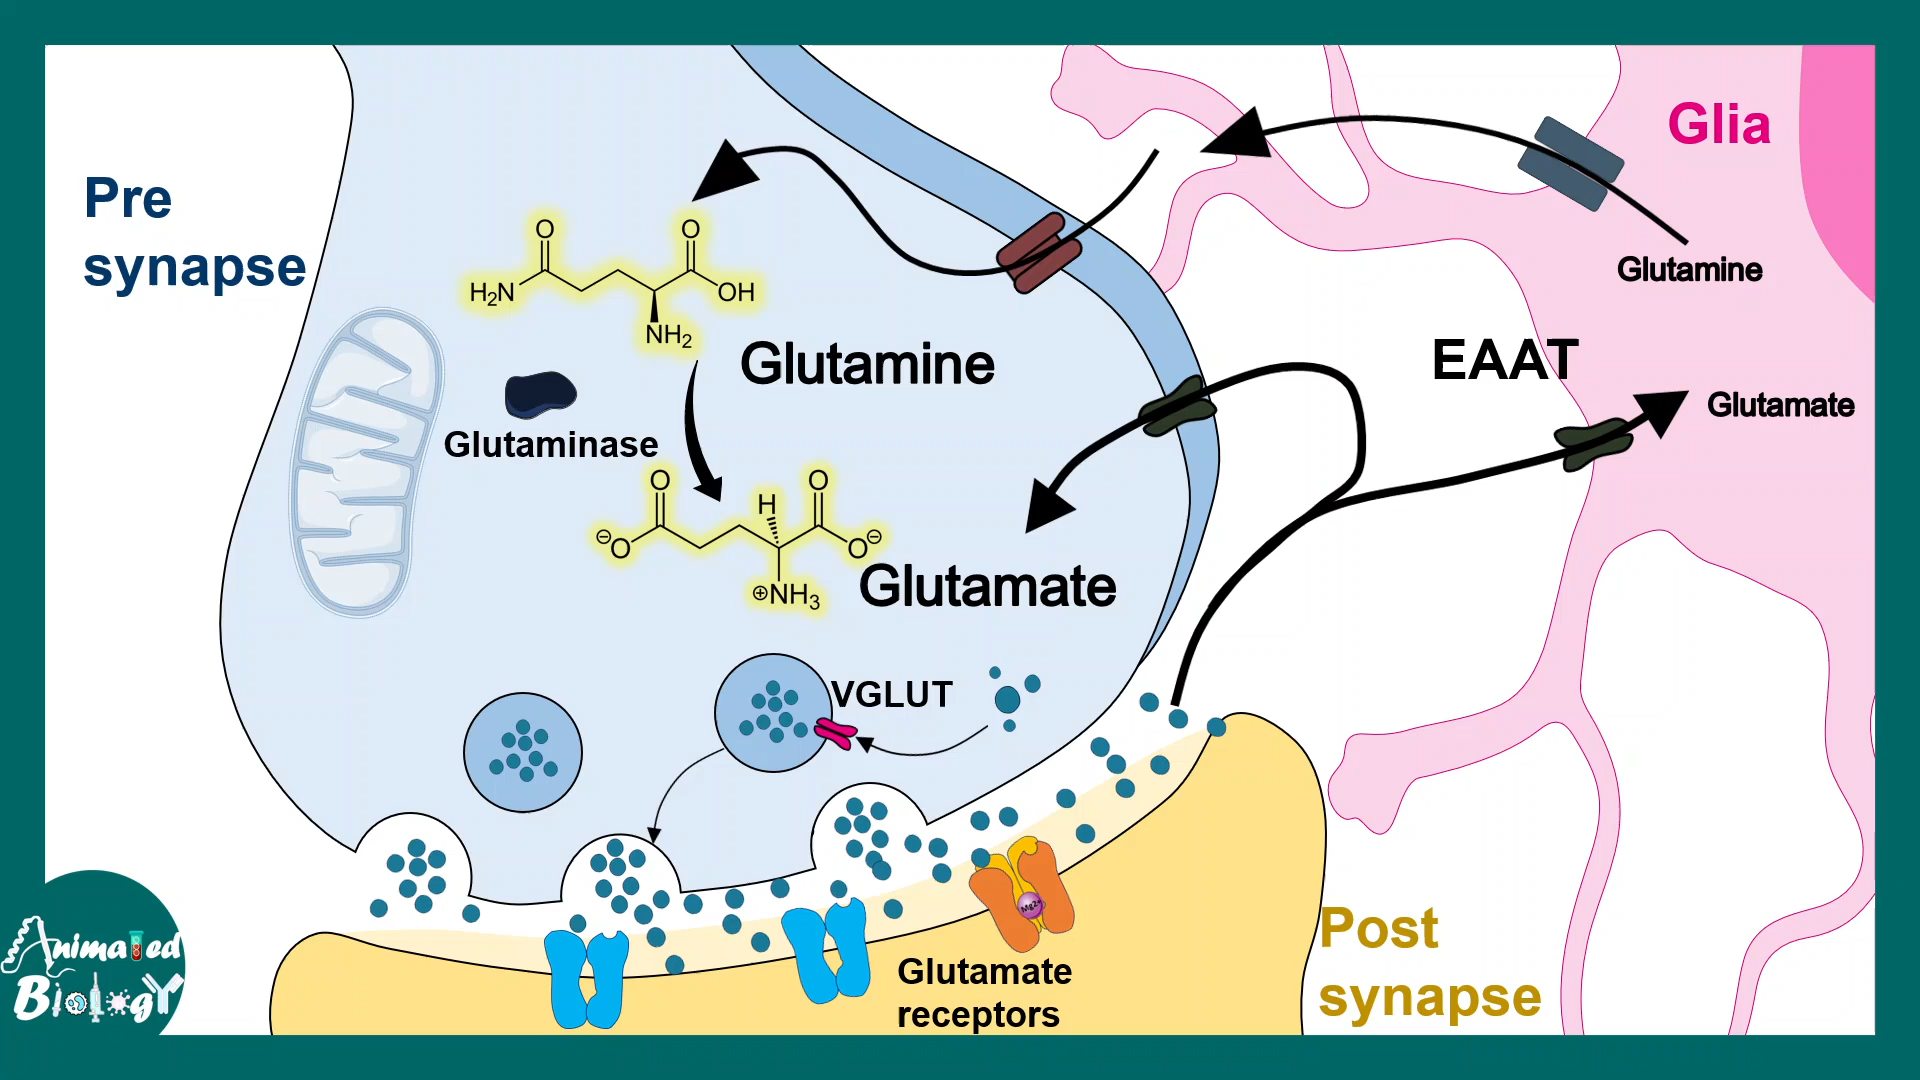 Pre
synapse
Glia
O
O
H₂N
OH
NH₂
Glutamine
Glutamine
EAAT
Glutamate
Glutaminase
O
H
O
⊖O
O⊖
⊕NH₃
Glutamate
VGLUT
Mg2+
Glutamate
receptors
Post
synapse
Animated
Biology